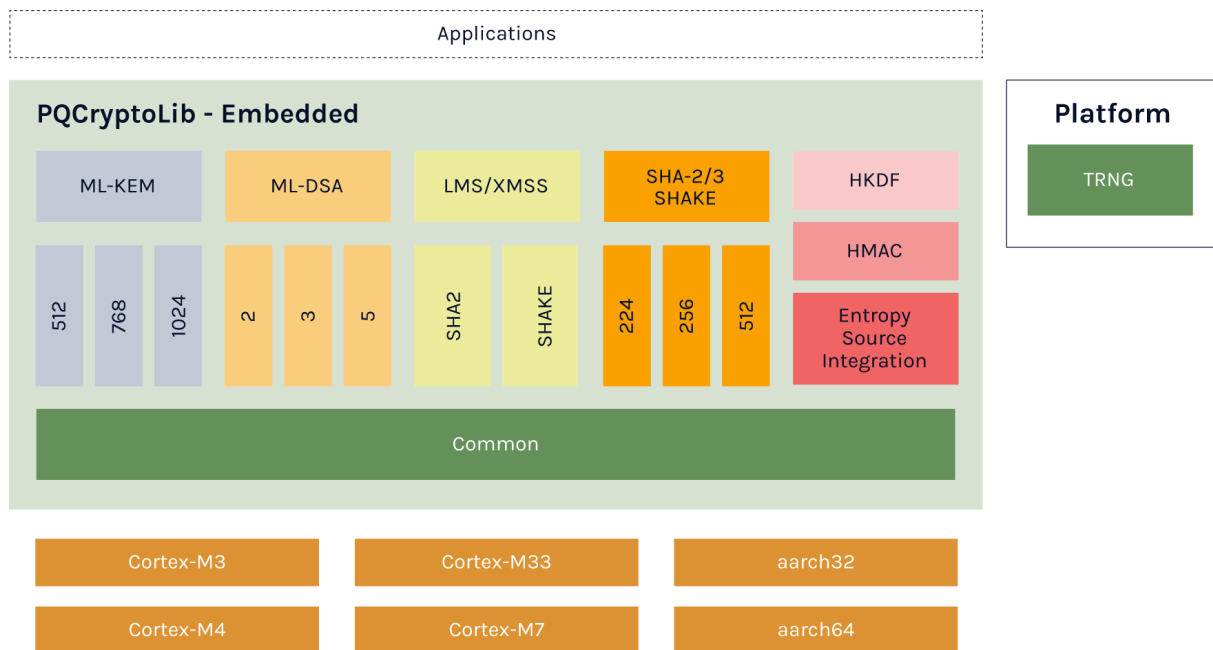 Applications
PQCryptoLib - Embedded
Platform
ML-KEM
ML-DSA
LMS/XMSS
SHA-2/3
SHAKE
HKDF
TRNG
HMAC
512
768
1024
2
3
5
SHA2
SHAKE
224
256
512
Entropy
Source
Integration
Common
Cortex-M3
Cortex-M33
aarch32
Cortex-M4
Cortex-M7
aarch64